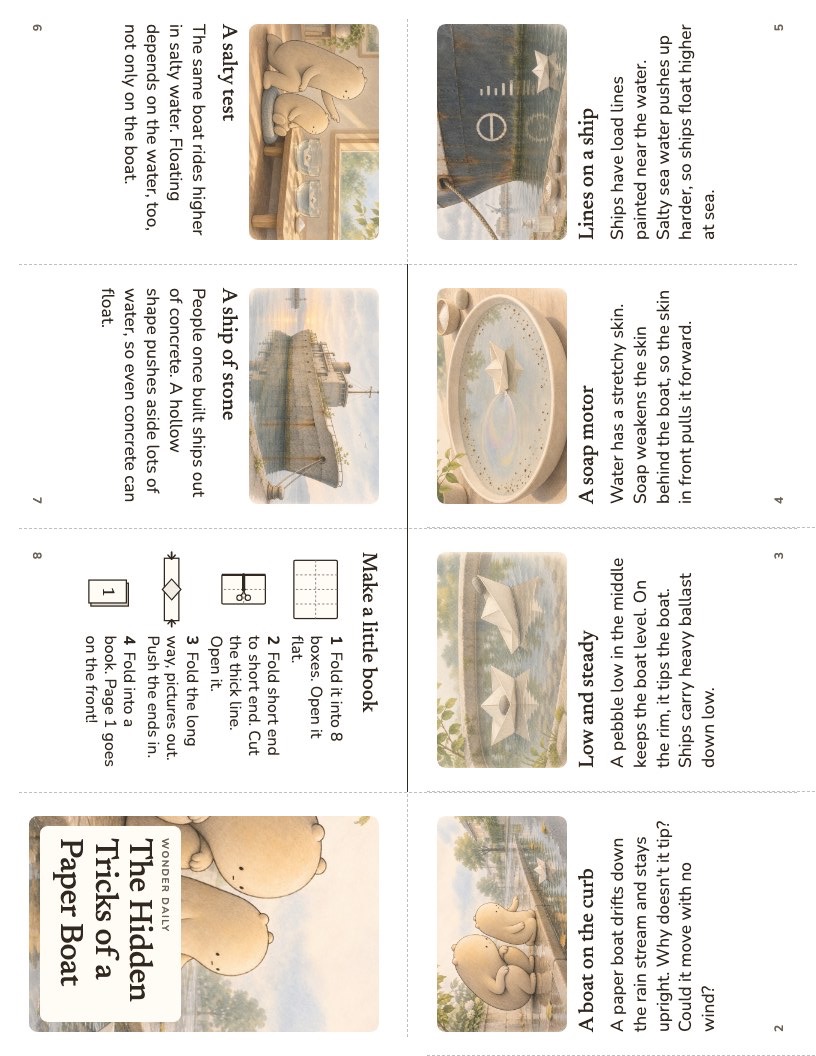 WONDER DAILY
The Hidden
Tricks of a
Paper Boat
A boat on the curb
A paper boat drifts down
the rain stream and stays
upright. Why doesn't it tip?
Could it move with no
wind?
2
Low and steady
A pebble low in the middle
keeps the boat level. On
the rim, it tips the boat.
Ships carry heavy ballast
down low.
3
A soap motor
Water has a stretchy skin.
Soap weakens the skin
behind the boat, so the skin
in front pulls it forward.
4
Lines on a ship
Ships have load lines
painted near the water.
Salty sea water pushes up
harder, so ships float higher
at sea.
5
A salty test
The same boat rides higher
in salty water. Floating
depends on the water, too,
not only on the boat.
6
A ship of stone
People once built ships out
of concrete. A hollow
shape pushes aside lots of
water, so even concrete can
float.
7
Make a little book
1 Fold it into 8
boxes. Open it
flat.
2 Fold short end
to short end. Cut
the thick line.
Open it.
3 Fold the long
way, pictures out.
Push the ends in.
1
4 Fold into a
book. Page 1 goes
on the front!
8